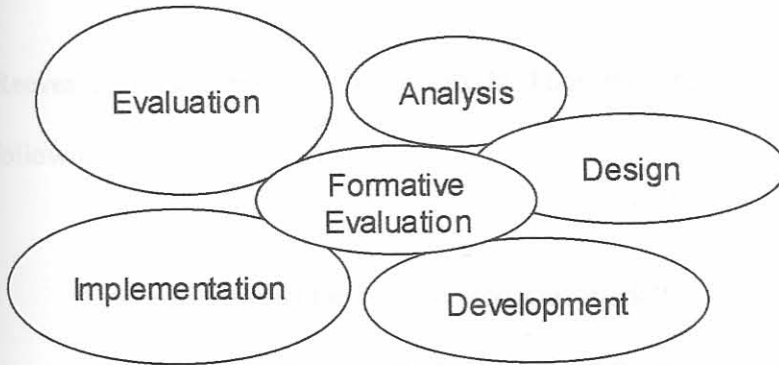 Evaluation
Analysis
Design
Formative
Evaluation
Implementation
Development